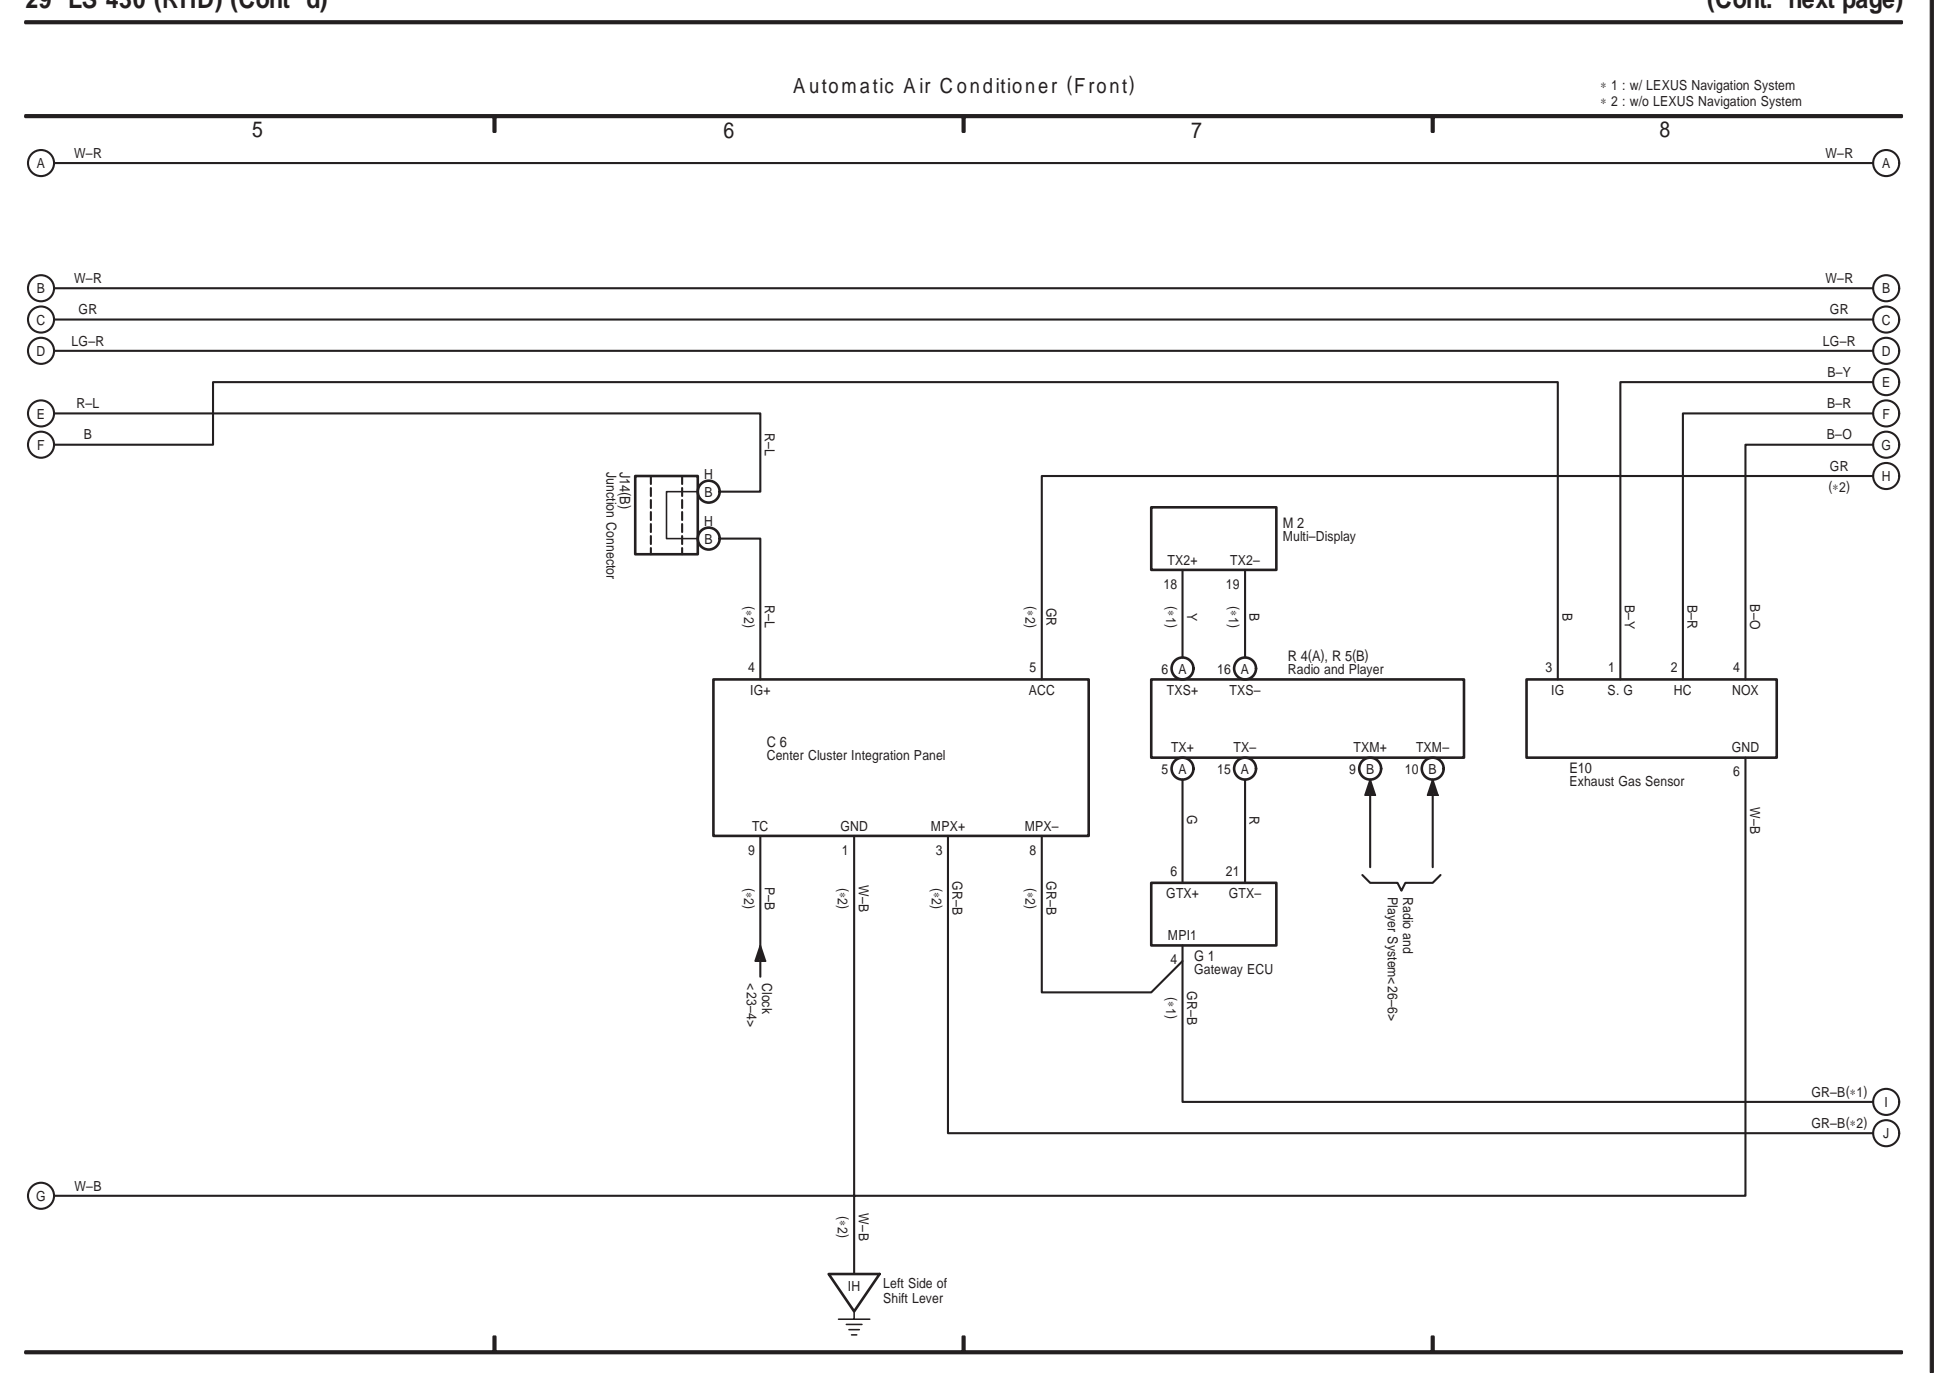 29 LS 430 (RHD) (Cont' d)
(Cont. next page)
Automatic Air Conditioner (Front)
* 1 : w/ LEXUS Navigation System
* 2 : w/o LEXUS Navigation System
5
6
7
8
A W–R
W–R A
B W–R
W–R B
C GR
GR C
D LG–R
LG–R D
B–Y E
E R–L
B–R F
F B
B–O G
GR H
(*2)
R–L
H
B
H
B
J14(B)
Junction Connector
M 2
Multi–Display
TX2+ TX2–
18 19
R–L
(*2)
GR
(*2)
Y
(*1)
B
(*1)
B
B–Y
B–R
B–O
R 4(A), R 5(B)
Radio and Player
4
5
6 A
16 A
3
1
2
4
IG+
ACC
TXS+
TXS–
IG
S. G
HC
NOX
C 6
Center Cluster Integration Panel
TX+
TX–
TXM+
TXM–
GND
5 A
15 A
9 B
10 B
E10
Exhaust Gas Sensor
6
W–B
G
R
TC
GND
MPX+
MPX–
9
1
3
8
P–B
(*2)
W–B
(*2)
GR–B
(*2)
GR–B
(*2)
6
21
GTX+
GTX–
MPI1
4
G 1
Gateway ECU
Radio and
Player System<26–6>
Clock
<23–4>
GR–B
(*1)
GR–B(*1) I
GR–B(*2) J
G W–B
W–B
(*2)
IH
Left Side of
Shift Lever